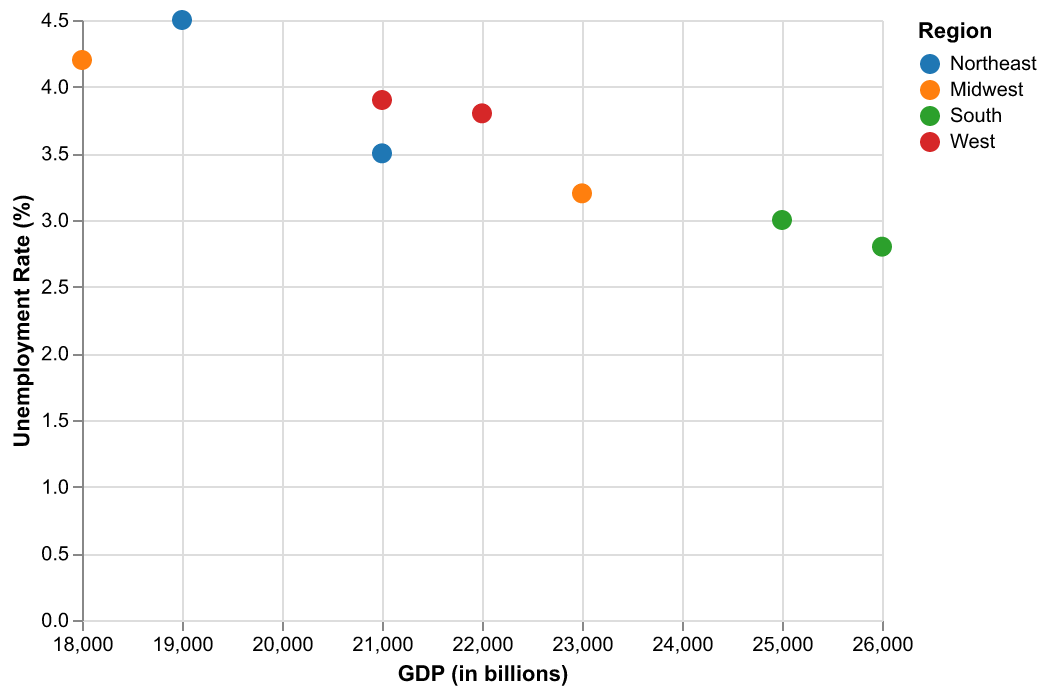 Region
Northeast
Midwest
South
West
Unemployment Rate (%)
4.5
4.0
3.5
3.0
2.5
2.0
1.5
1.0
0.5
0.0
18,000 19,000 20,000 21,000 22,000 23,000 24,000 25,000 26,000
GDP (in billions)